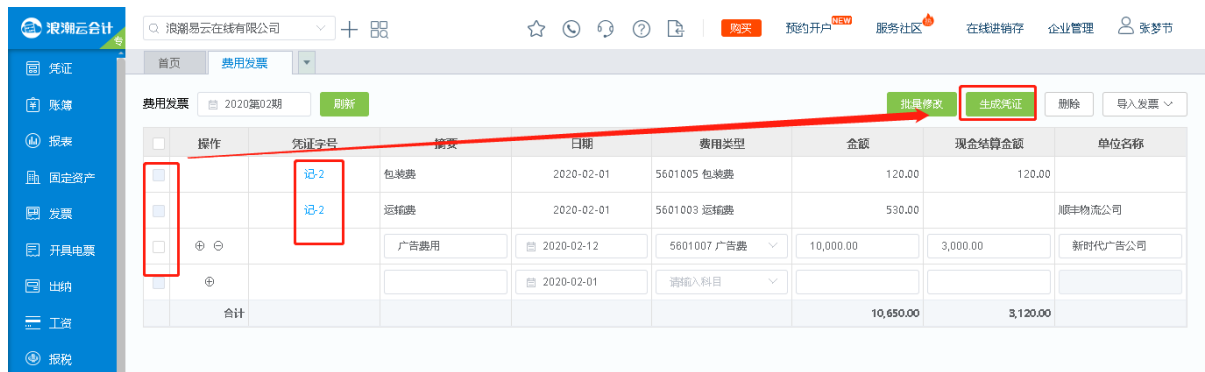 浪潮云会计
专
浪潮易云在线有限公司
购买
预约开户 NEW
服务社区
在线进销存
企业管理
张梦节
凭证
账簿
报表
固定资产
发票
开具电票
出纳
工资
报税
首页
费用发票
费用发票
2020第02期
刷新
批量修改
生成凭证
删除
导入发票
操作 凭证字号 摘要 日期 费用类型 金额 现金结算金额 单位名称
记-2 包装费 2020-02-01 5601005 包装费 120.00 120.00
记-2 运输费 2020-02-01 5601003 运输费 530.00 顺丰物流公司
广告费用 2020-02-12 5601007 广告费 10,000.00 3,000.00 新时代广告公司
2020-02-01 请输入科目
合计 10,650.00 3,120.00